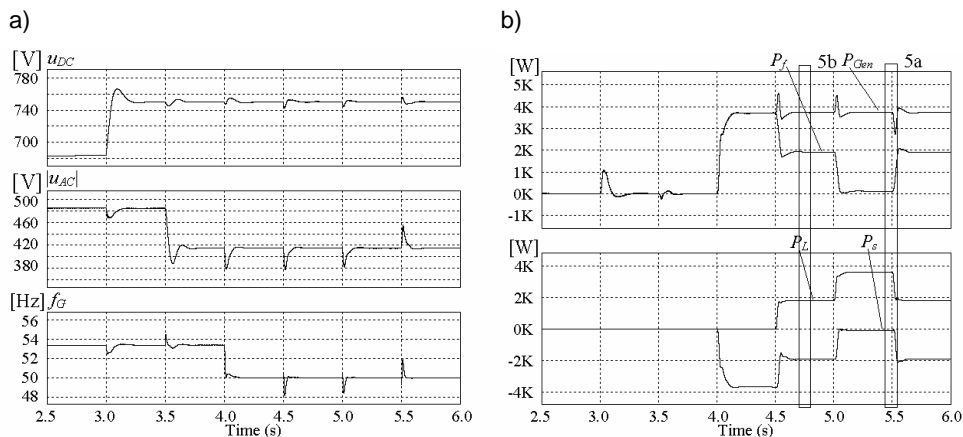 a)
[V] u_DC
780
740
700
[V] |u_AC|
500
460
420
380
[Hz] f_G
56
54
52
50
48
2.5 3.0 3.5 4.0 4.5 5.0 5.5 6.0
Time (s)
b)
P_f 5b P_Gen 5a
[W]
5K
4K
3K
2K
1K
0K
-1K
[W]
P_L P_s
4K
2K
0K
-2K
-4K
2.5 3.0 3.5 4.0 4.5 5.0 5.5 6.0
Time (s)